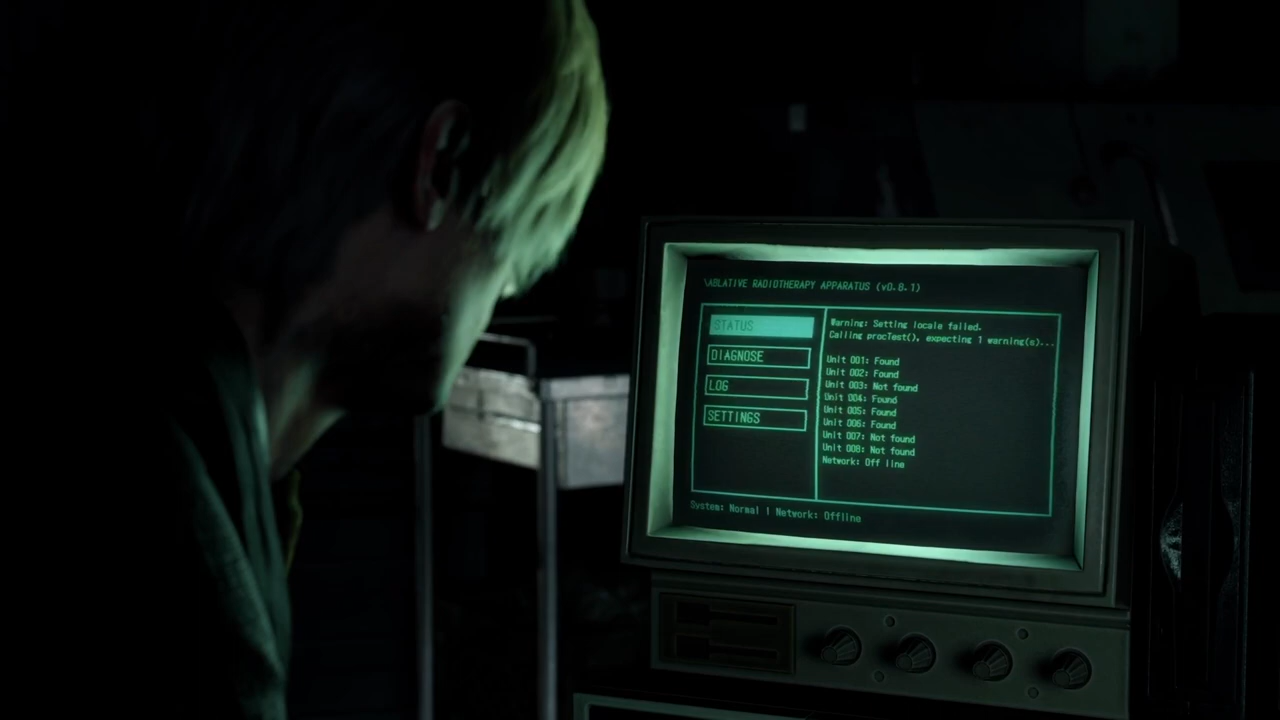 \ABLATIVE RADIOTHERAPY APPARATUS (v0.8.1)
STATUS
DIAGNOSE
LOG
SETTINGS
Warning: Setting locale failed.
Calling procTest(), expecting 1 warning(s)...
Unit 001: Found
Unit 002: Found
Unit 003: Not found
Unit 004: Found
Unit 005: Found
Unit 006: Found
Unit 007: Not found
Unit 008: Not found
Network: Off line
System: Normal | Network: Offline